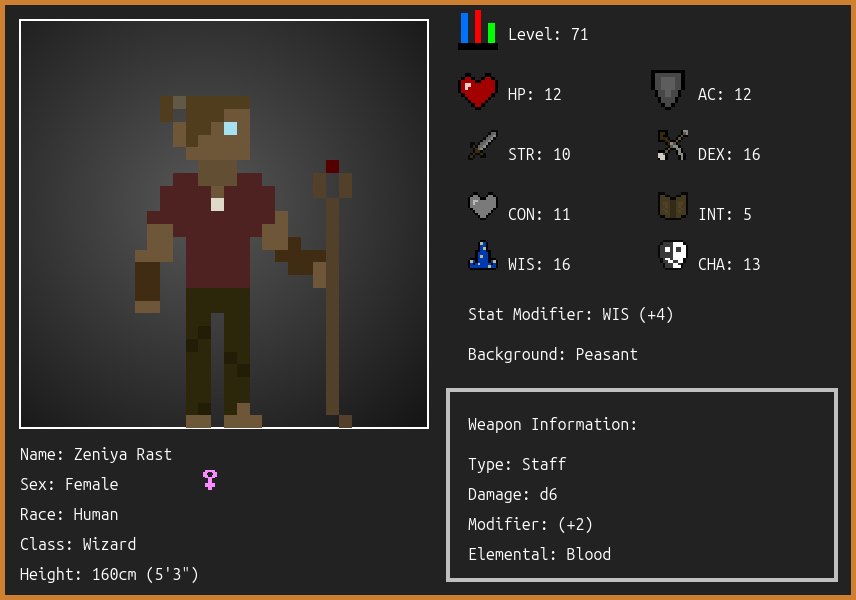 Level: 71
HP: 12
AC: 12
STR: 10
DEX: 16
CON: 11
INT: 5
WIS: 16
CHA: 13
Stat Modifier: WIS (+4)
Background: Peasant
Weapon Information:
Type: Staff
Damage: d6
Modifier: (+2)
Elemental: Blood
Name: Zeniya Rast
Sex: Female
Race: Human
Class: Wizard
Height: 160cm (5'3")